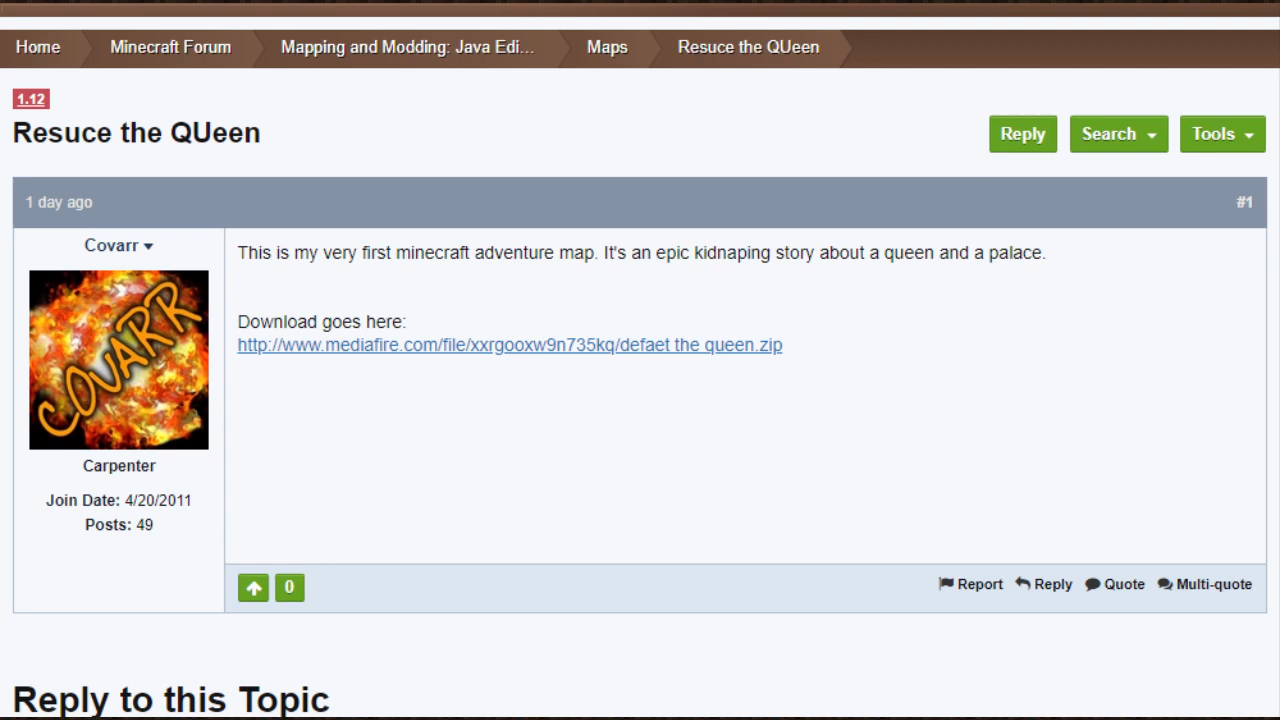 Home Minecraft Forum Mapping and Modding: Java Edi... Maps Resuce the QUeen
1.12
Resuce the QUeen
Reply Search Tools
1 day ago #1
Covarr
This is my very first minecraft adventure map. It's an epic kidnaping story about a queen and a palace.
COVARR
Download goes here:
http://www.mediafire.com/file/xxrgooxw9n735kq/defaet the queen.zip
Carpenter
Join Date: 4/20/2011
Posts: 49
0 Report Reply Quote Multi-quote
Reply to this Topic